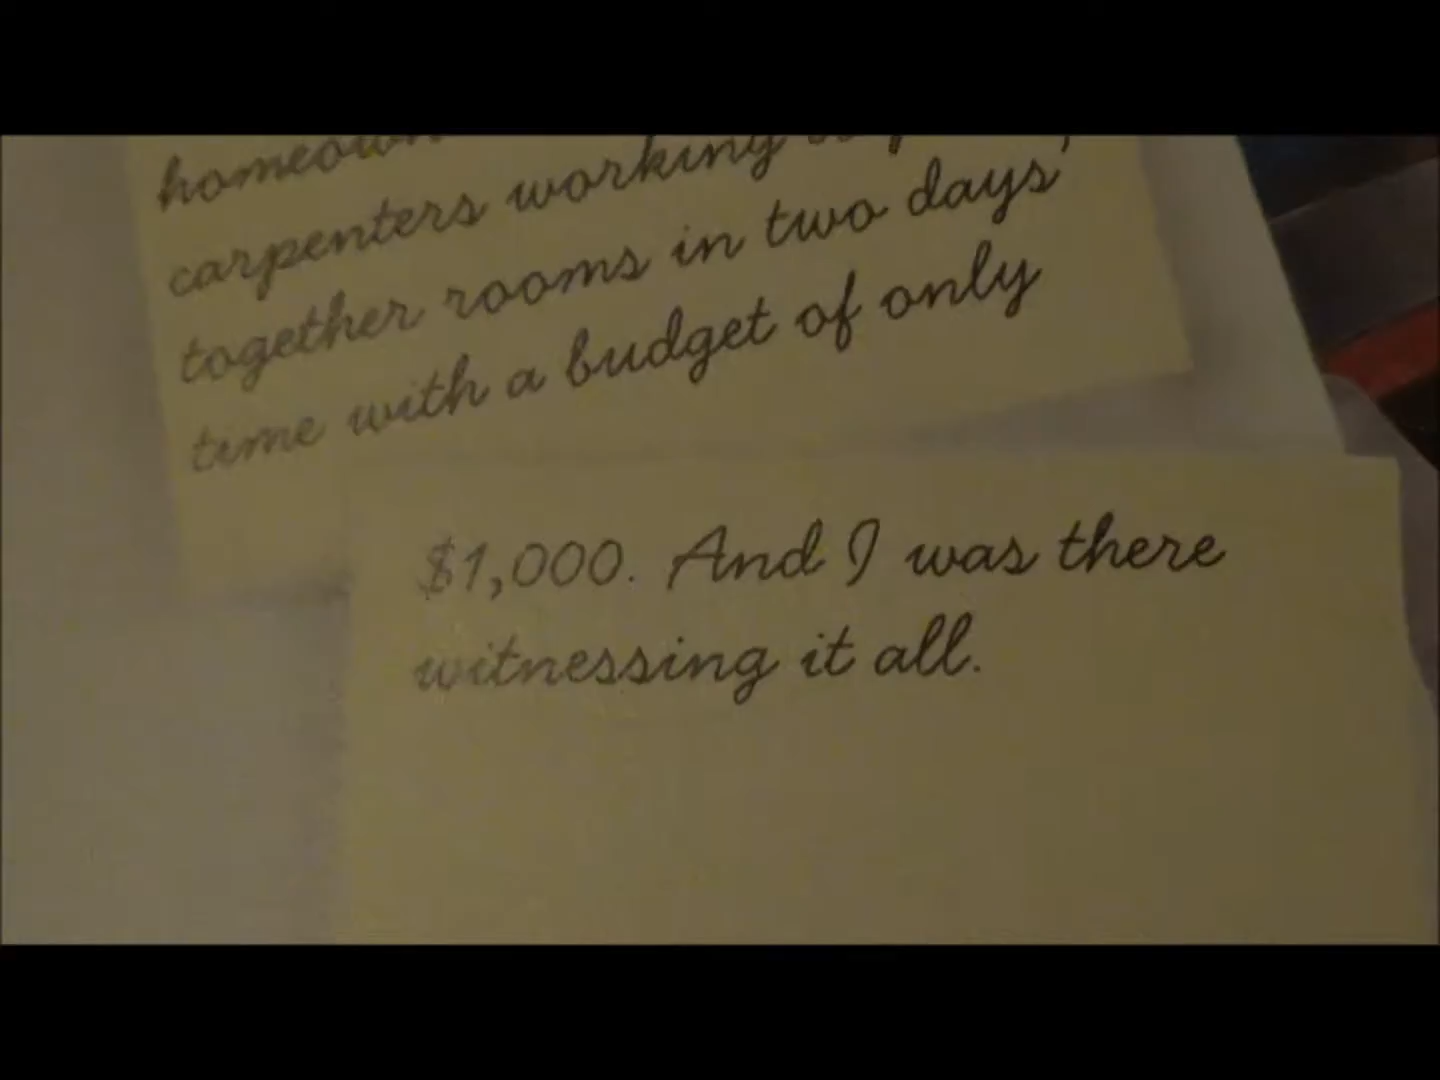 carpenters working
together rooms in two days'
time with a budget of only
$1,000. And I was there
witnessing it all.